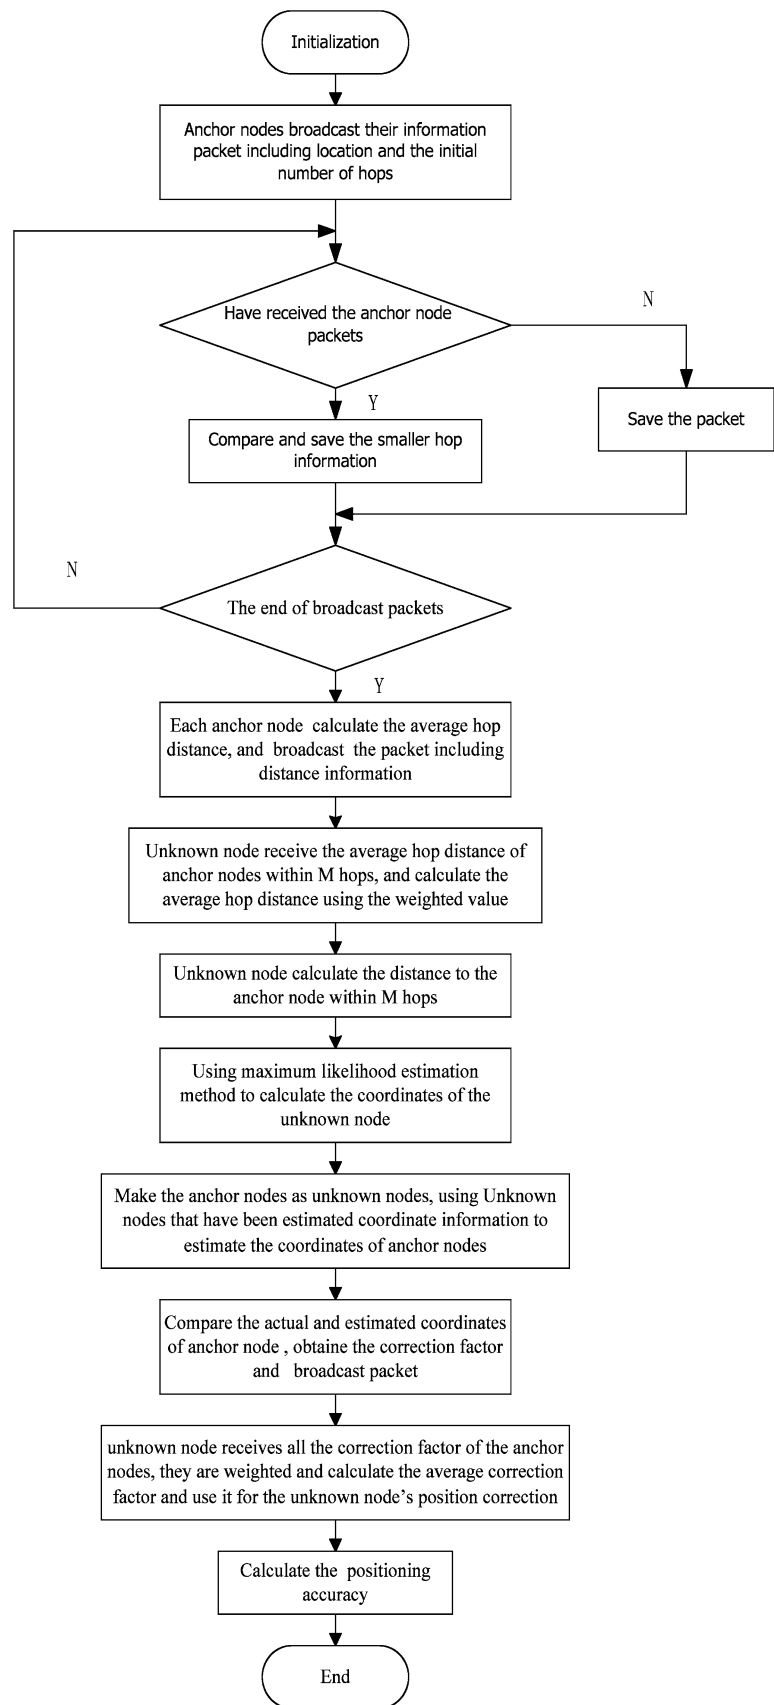 Initialization
Anchor nodes broadcast their information
packet including location and the initial
number of hops
Have received the anchor node
packets
N
Y
Save the packet
Compare and save the smaller hop
information
N
The end of broadcast packets
Y
Each anchor node calculate the average hop
distance, and broadcast the packet including
distance information
Unknown node receive the average hop distance of
anchor nodes within M hops, and calculate the
average hop distance using the weighted value
Unknown node calculate the distance to the
anchor node within M hops
Using maximum likelihood estimation
method to calculate the coordinates of the
unknown node
Make the anchor nodes as unknown nodes, using Unknown
nodes that have been estimated coordinate information to
estimate the coordinates of anchor nodes
Compare the actual and estimated coordinates
of anchor node , obtaine the correction factor
and broadcast packet
unknown node receives all the correction factor of the anchor
nodes, they are weighted and calculate the average correction
factor and use it for the unknown node's position correction
Calculate the positioning
accuracy
End